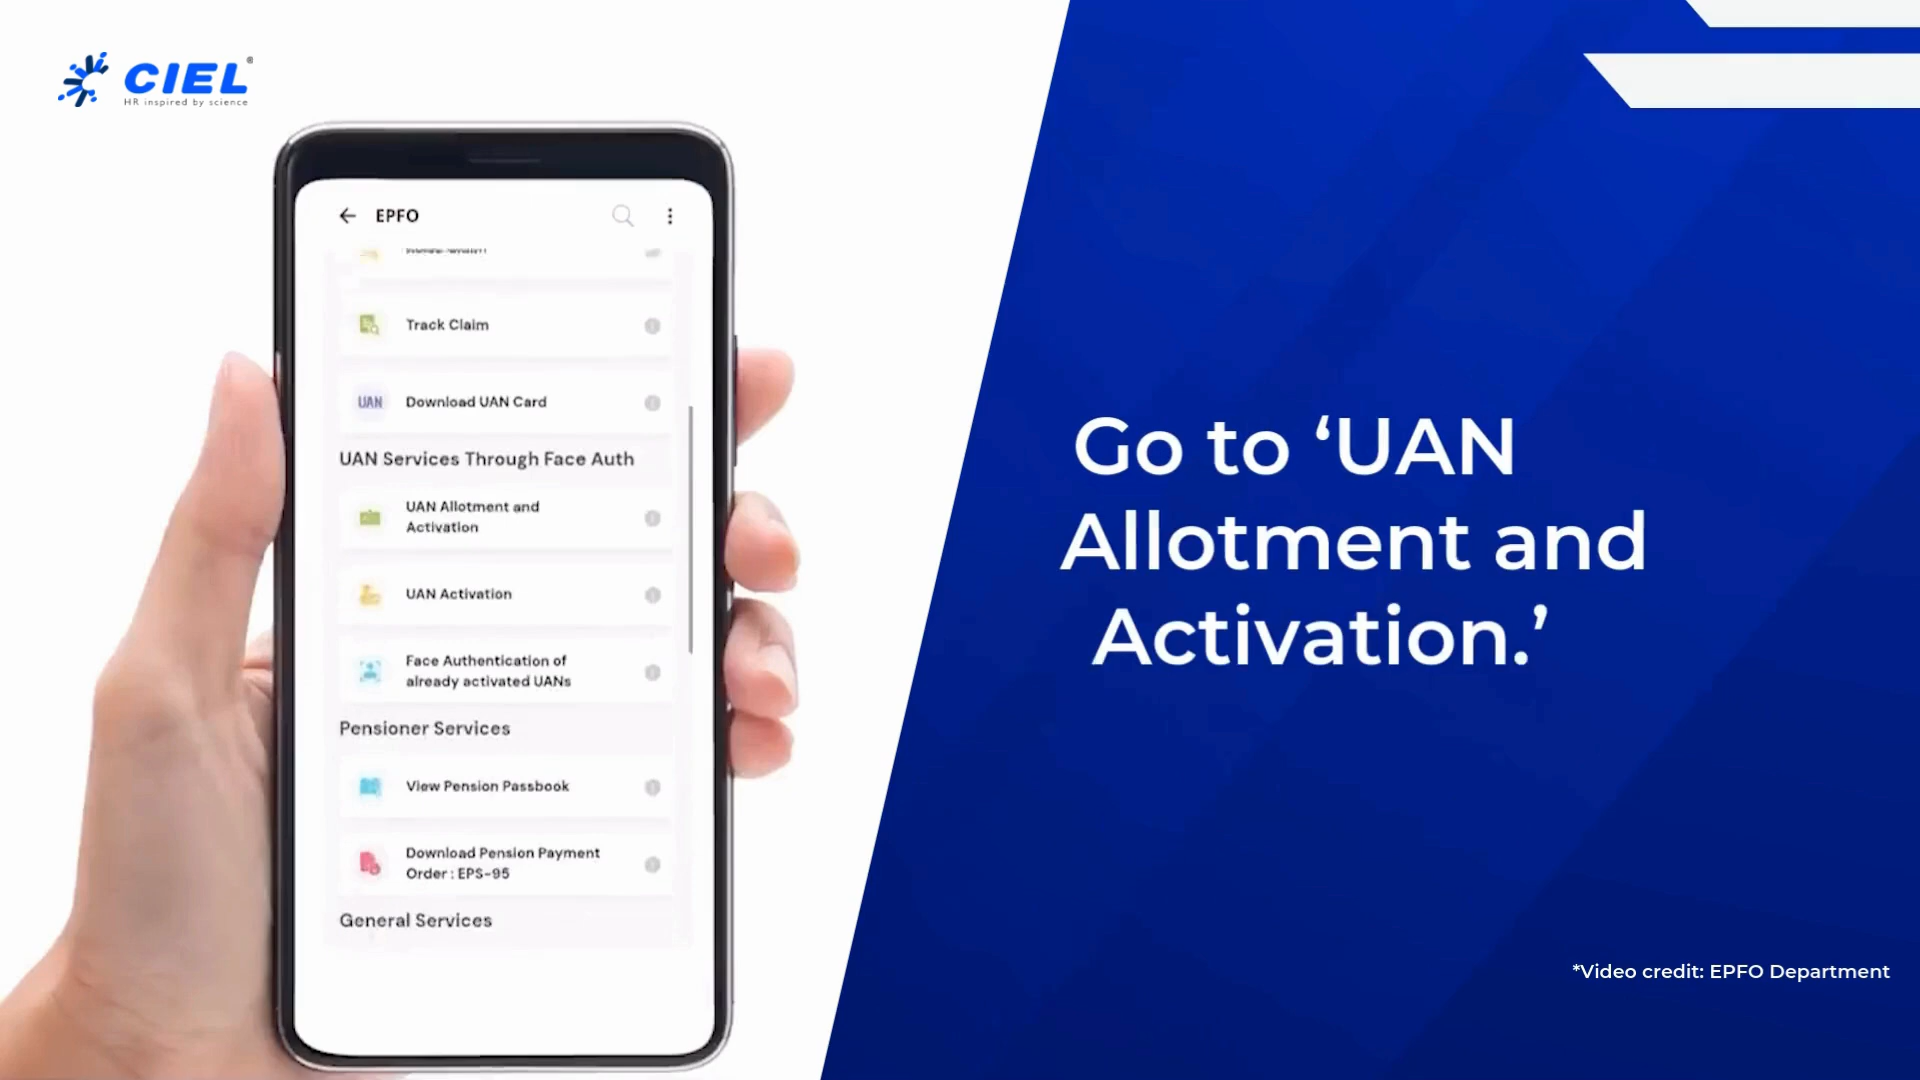 CIEL®
HR inspired by science
EPFO
Track Claim
UAN
Download UAN Card
UAN Services Through Face Auth
UAN Allotment and
Activation
UAN Activation
Face Authentication of
already activated UANs
Pensioner Services
View Pension Passbook
Download Pension Payment
Order : EPS-95
General Services
Go to ‘UAN
Allotment and
Activation.’
*Video credit: EPFO Department